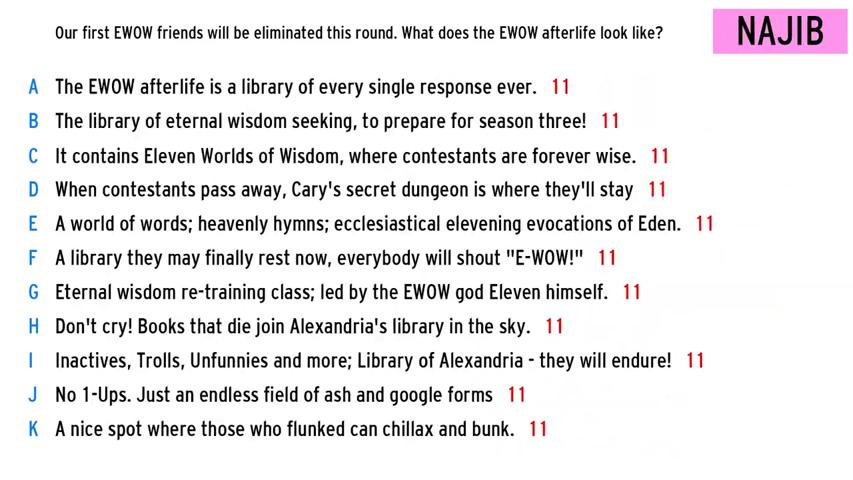 Our first EWOW friends will be eliminated this round. What does the EWOW afterlife look like?
NAJIB
A The EWOW afterlife is a library of every single response ever. 11
B The library of eternal wisdom seeking, to prepare for season three! 11
C It contains Eleven Worlds of Wisdom, where contestants are forever wise. 11
D When contestants pass away, Cary's secret dungeon is where they'll stay 11
E A world of words; heavenly hymns; ecclesiastical elevening evocations of Eden. 11
F A library they may finally rest now, everybody will shout "E-WOW!" 11
G Eternal wisdom re-training class; led by the EWOW god Eleven himself. 11
H Don't cry! Books that die join Alexandria's library in the sky. 11
I Inactives, Trolls, Unfunnies and more; Library of Alexandria - they will endure! 11
J No 1-Ups. Just an endless field of ash and google forms 11
K A nice spot where those who flunked can chillax and bunk. 11